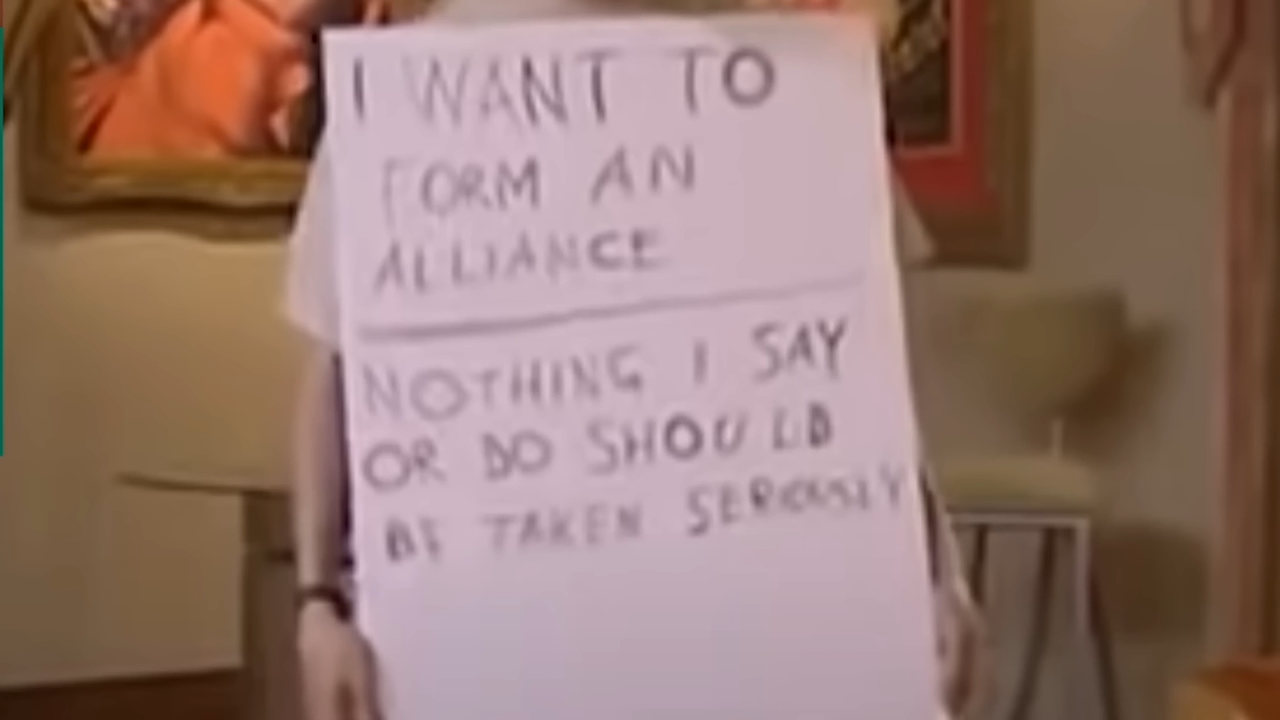 I WANT TO
FORM AN
ALLIANCE
NOTHING I SAY
OR DO SHOULD
BE TAKEN SERIOUSLY